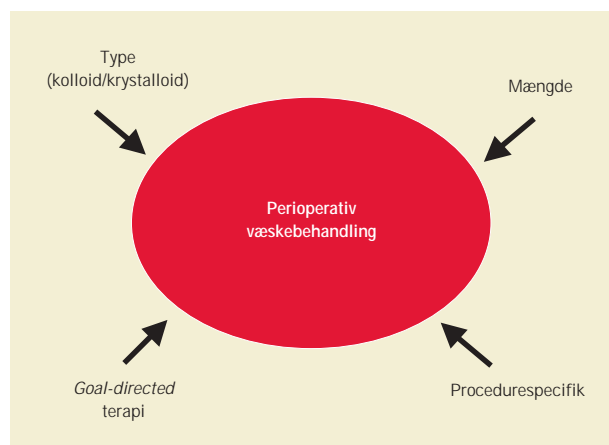 Type
(kolloid/krystalloid)
Mængde
Perioperativ
væskebehandling
Goal-directed
terapi
Procedurespecifik